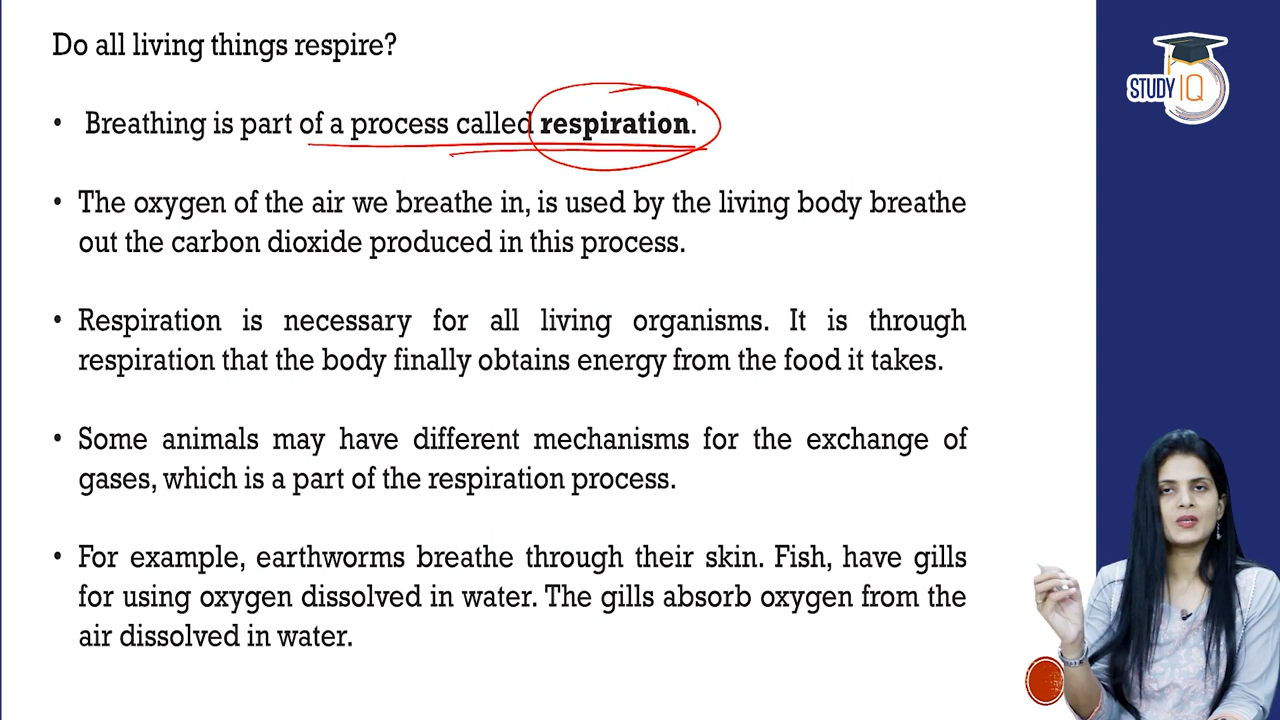 Do all living things respire?
STUDY IQ
• Breathing is part of a process called respiration.
• The oxygen of the air we breathe in, is used by the living body breathe
out the carbon dioxide produced in this process.
• Respiration is necessary for all living organisms. It is through
respiration that the body finally obtains energy from the food it takes.
• Some animals may have different mechanisms for the exchange of
gases, which is a part of the respiration process.
• For example, earthworms breathe through their skin. Fish, have gills
for using oxygen dissolved in water. The gills absorb oxygen from the
air dissolved in water.